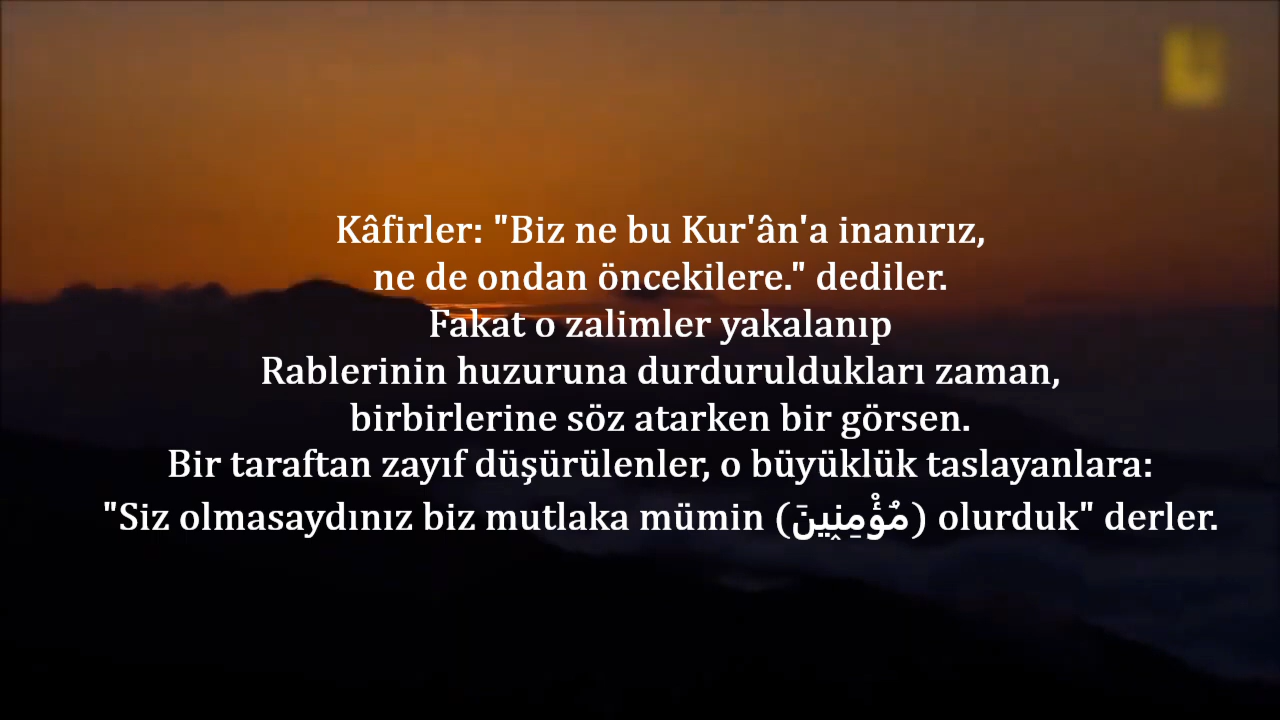 Kâfirler: "Biz ne bu Kur'ân'a inanırız,
ne de ondan öncekilere." dediler.
Fakat o zalimler yakalanıp
Rablerinin huzuruna durduruldukları zaman,
birbirlerine söz atarken bir görsen.
Bir taraftan zayıf düşürülenler, o büyüklük taslayanlara:
"Siz olmasaydınız biz mutlaka mümin (مُؤْمِن۪ينَ) olurduk" derler.